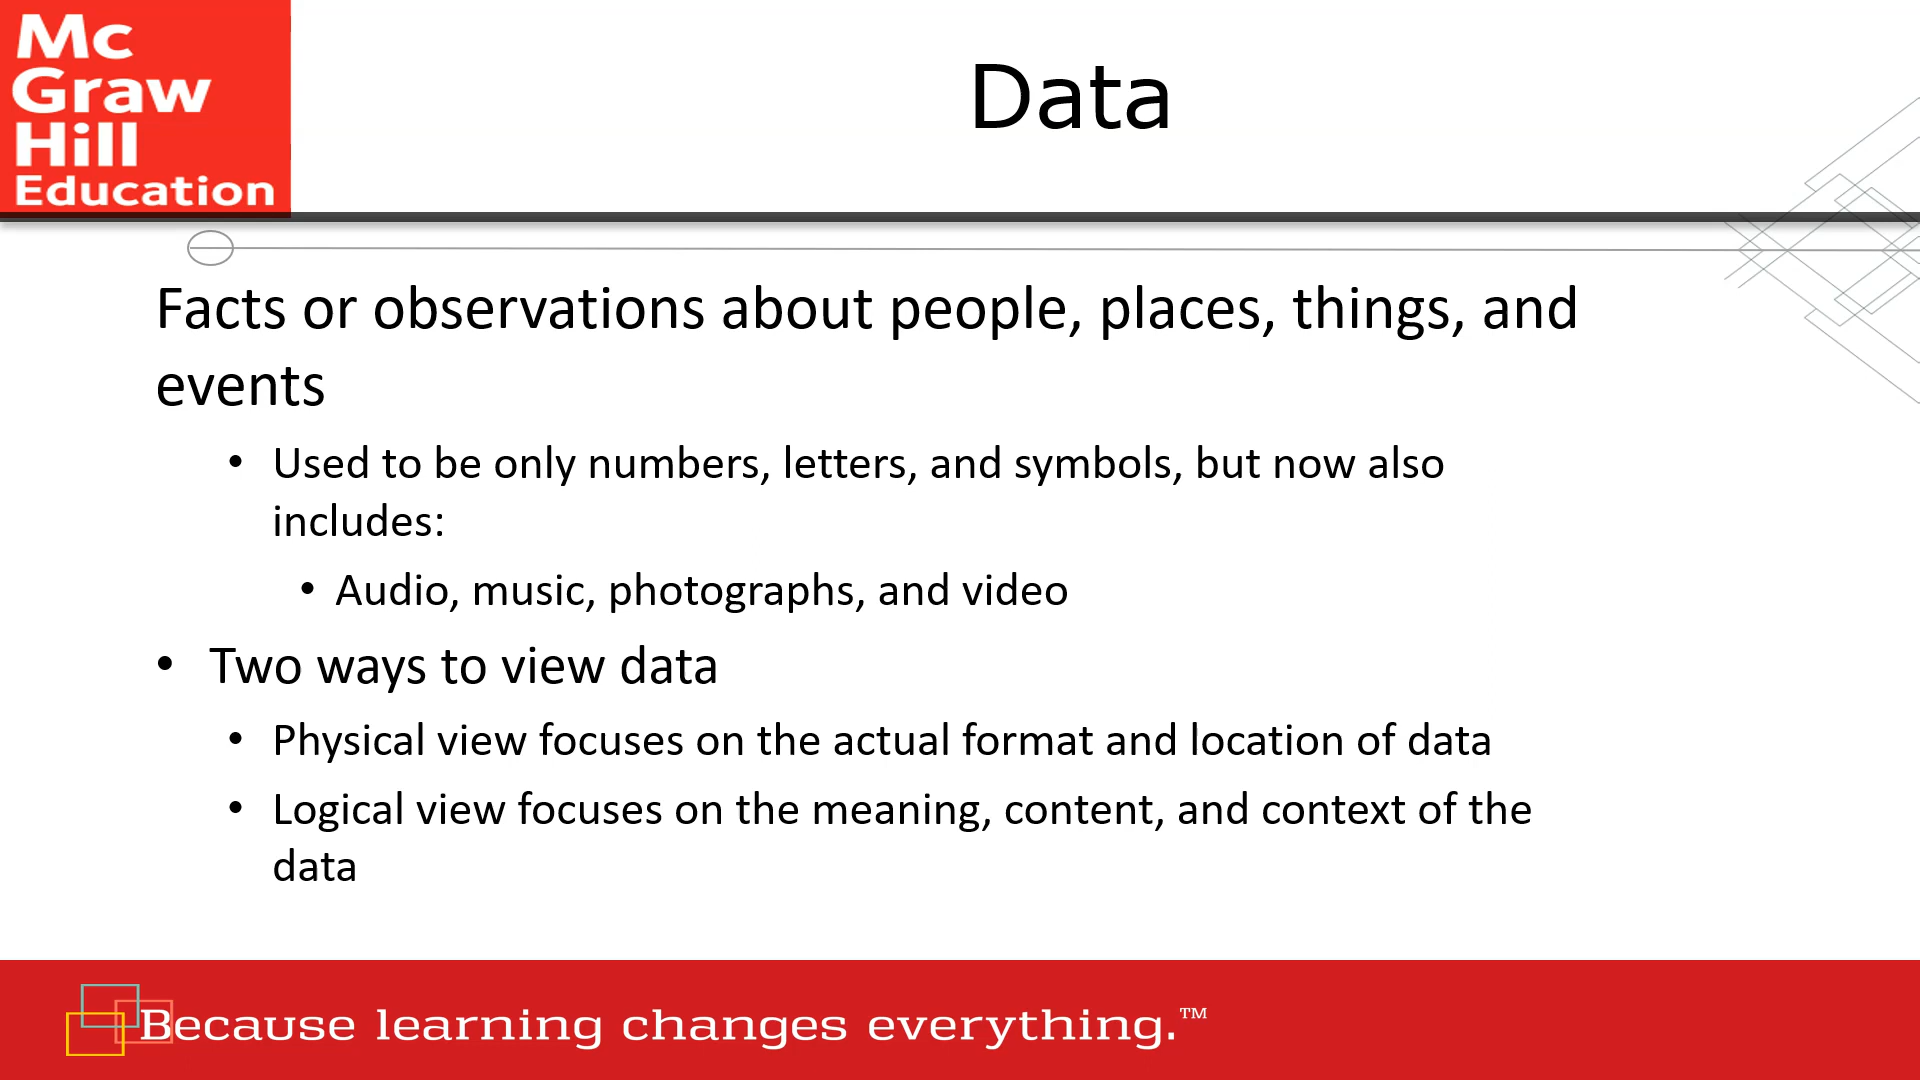 Mc
Graw
Hill
Education
Data
Facts or observations about people, places, things, and
events
• Used to be only numbers, letters, and symbols, but now also
includes:
• Audio, music, photographs, and video
• Two ways to view data
• Physical view focuses on the actual format and location of data
• Logical view focuses on the meaning, content, and context of the
data
Because learning changes everything.™